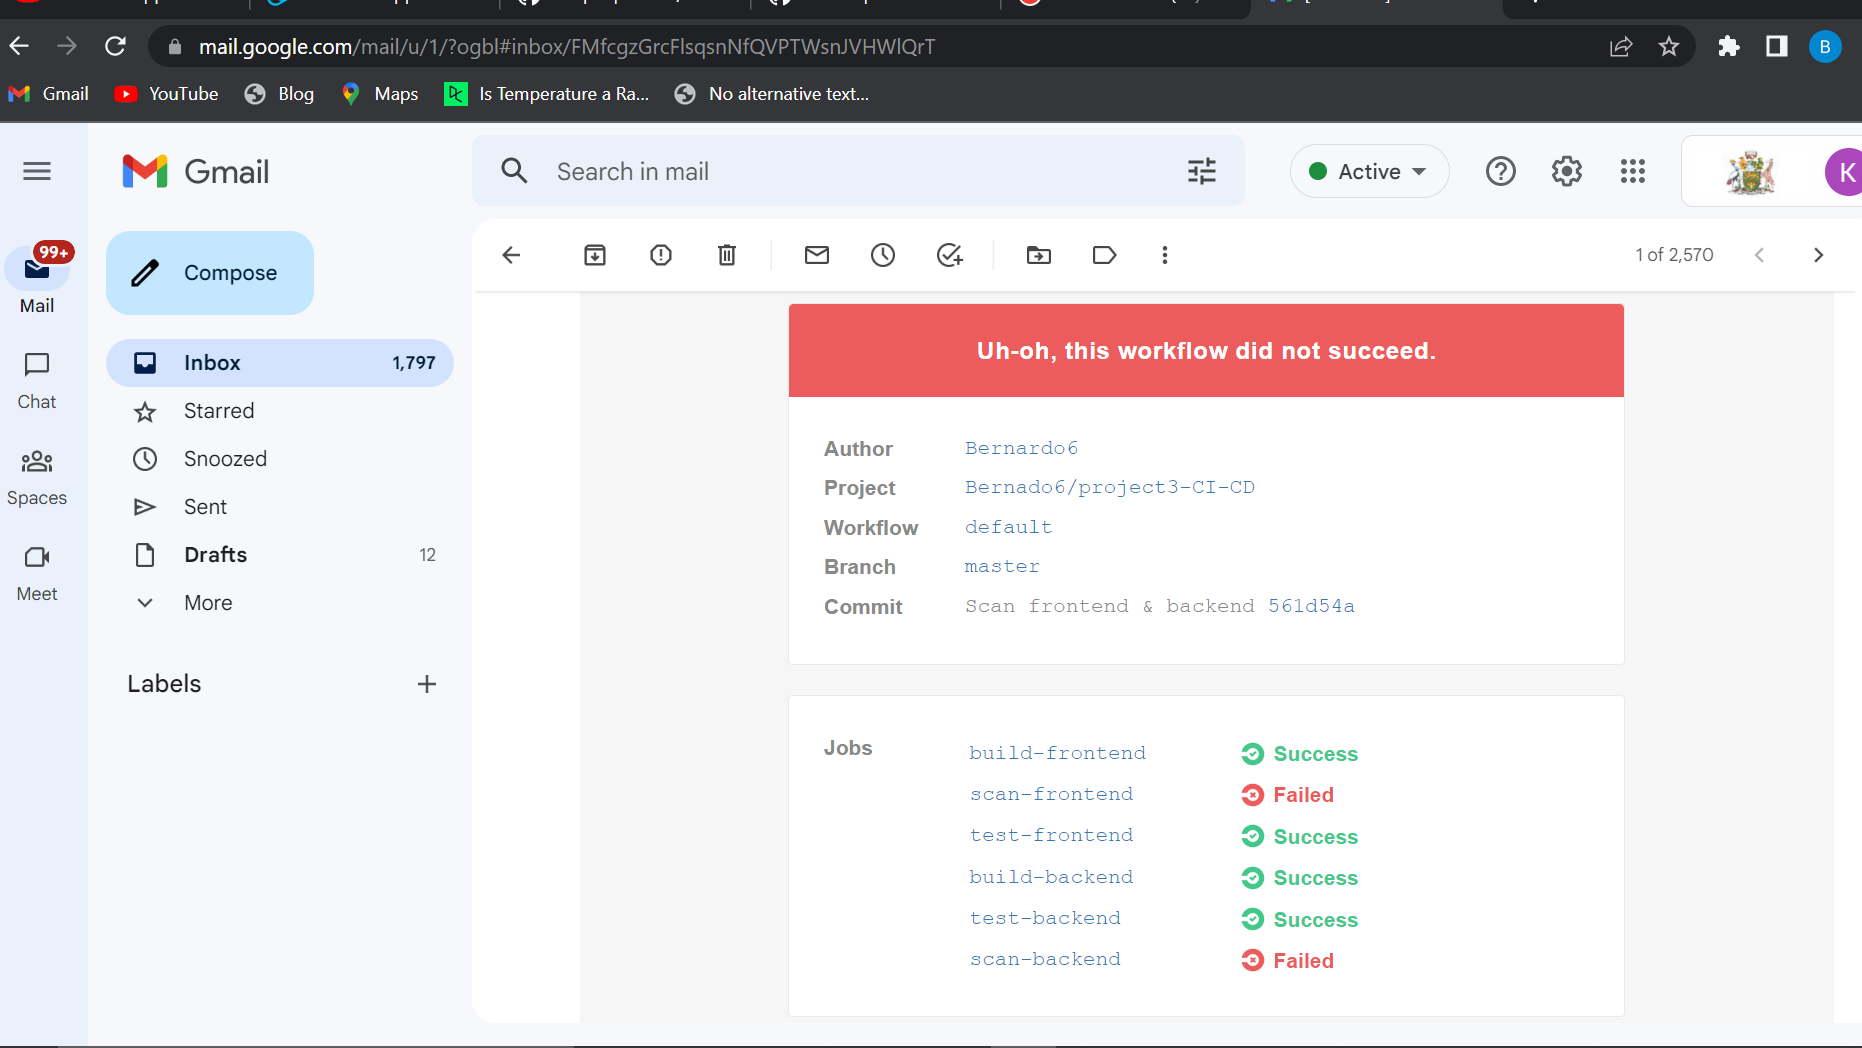 mail.google.com/mail/u/1/?ogbl#inbox/FMfcgzGrcFlsqsnNfQVPTWsnJVHWlQrT
B
Gmail
YouTube
Blog
Maps
Is Temperature a Ra...
No alternative text...
Gmail
Search in mail
Active
K
99+
Mail
Chat
Spaces
Meet
Compose
Inbox 1,797
Starred
Snoozed
Sent
Drafts 12
More
Labels
1 of 2,570
Uh-oh, this workflow did not succeed.
Author Bernardo6
Project Bernado6/project3-CI-CD
Workflow default
Branch master
Commit Scan frontend & backend 561d54a
Jobs
build-frontend Success
scan-frontend Failed
test-frontend Success
build-backend Success
test-backend Success
scan-backend Failed